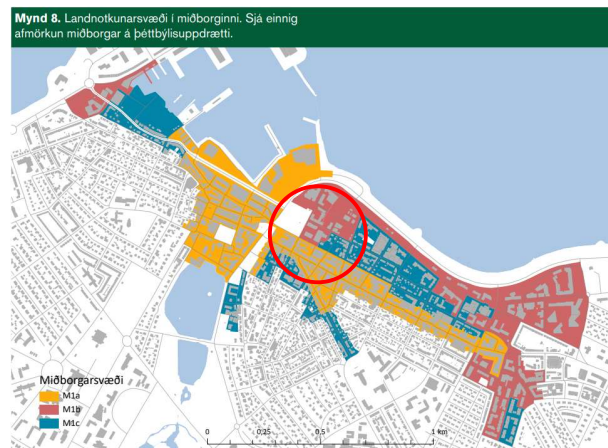 Mynd 8. Landnotkunarsvæði í miðborginni. Sjá einnig
afmörkun miðborgar á þéttbýlisuppdrætti.
Miðborgarsvæði
M1a
M1b
M1c
0 0,25 0,5 1 km